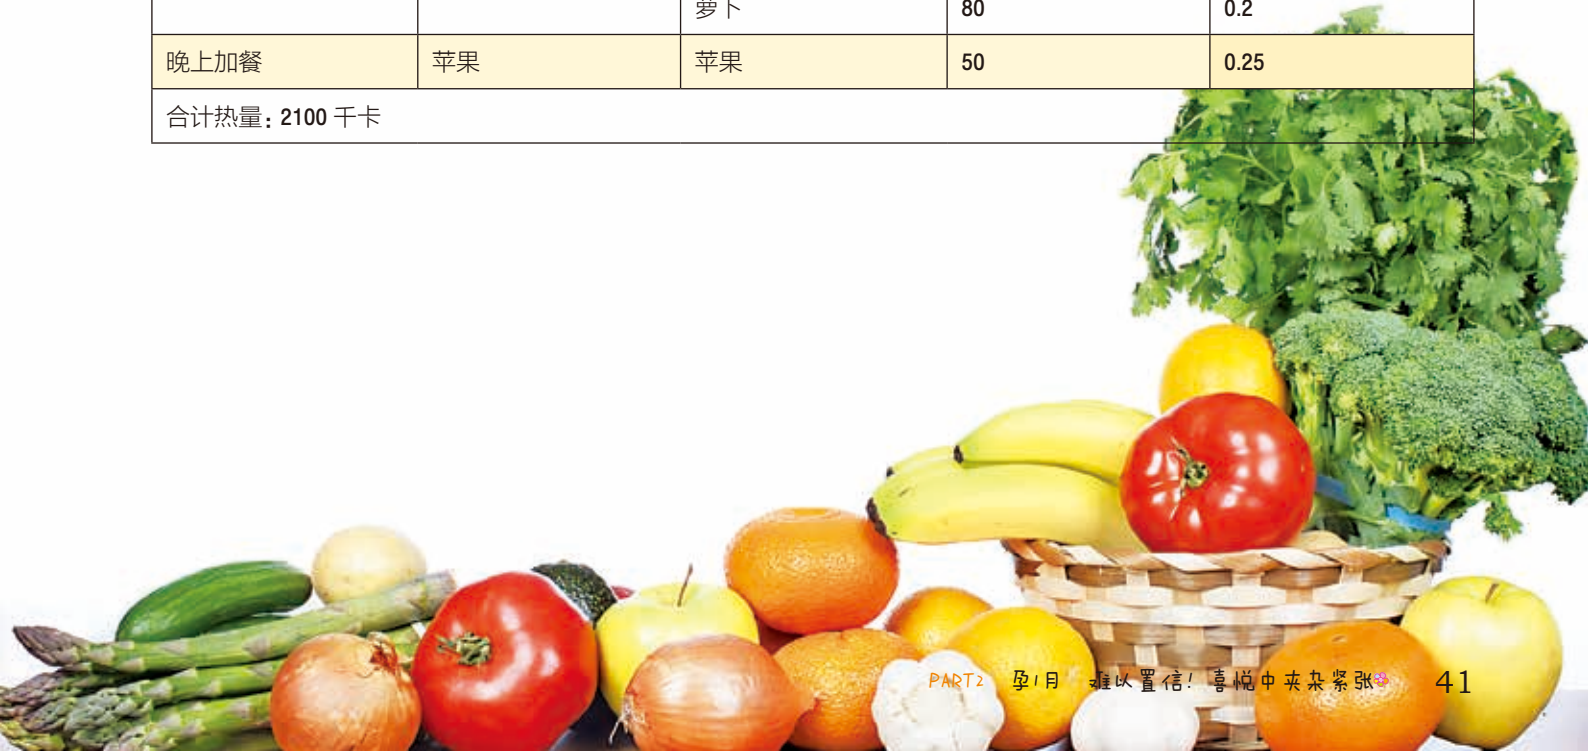 萝卜 80 0.2
晚上加餐 苹果 苹果 50 0.25
合计热量：2100 千卡
PART2 孕1月 难以置信！喜悦中夹杂紧张 41